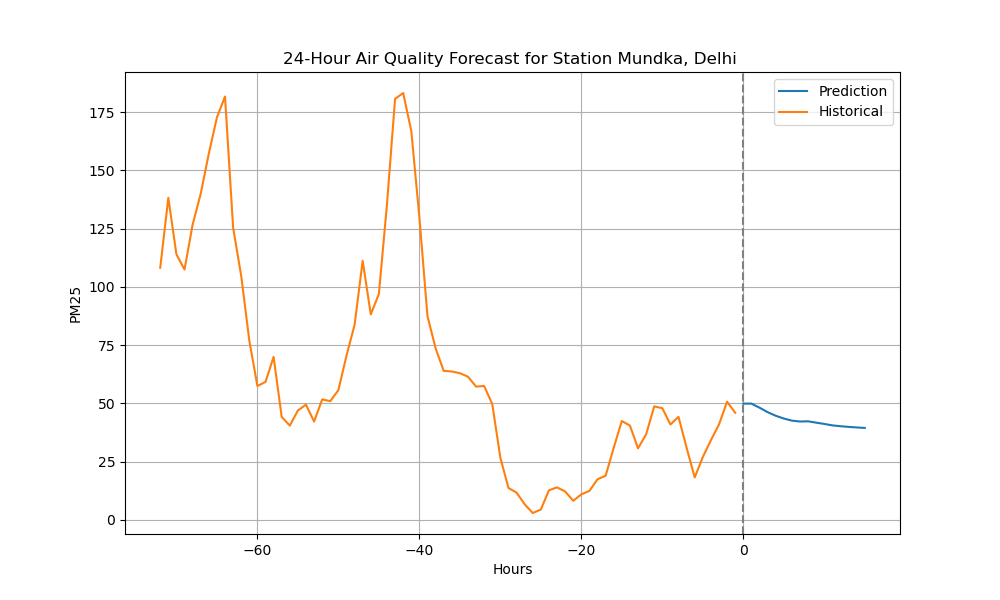 24-Hour Air Quality Forecast for Station Mundka, Delhi
Prediction
Historical
175
150
125
100
75
50
25
0
PM25
−60
−40
−20
0
Hours